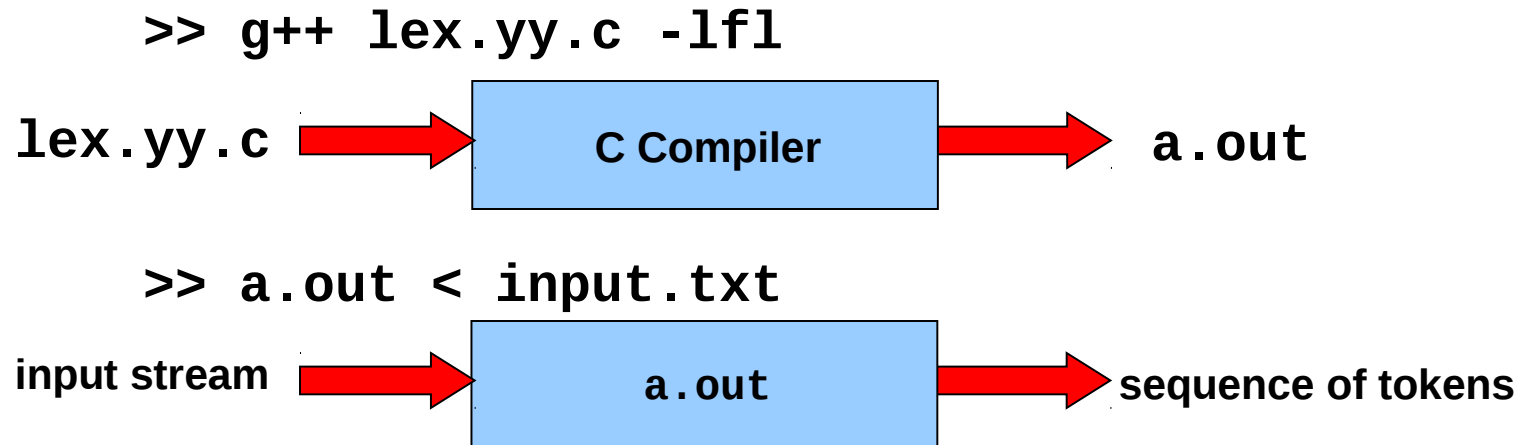 >> g++ lex.yy.c -lfl
lex.yy.c C Compiler a.out
>> a.out < input.txt
input stream a.out sequence of tokens